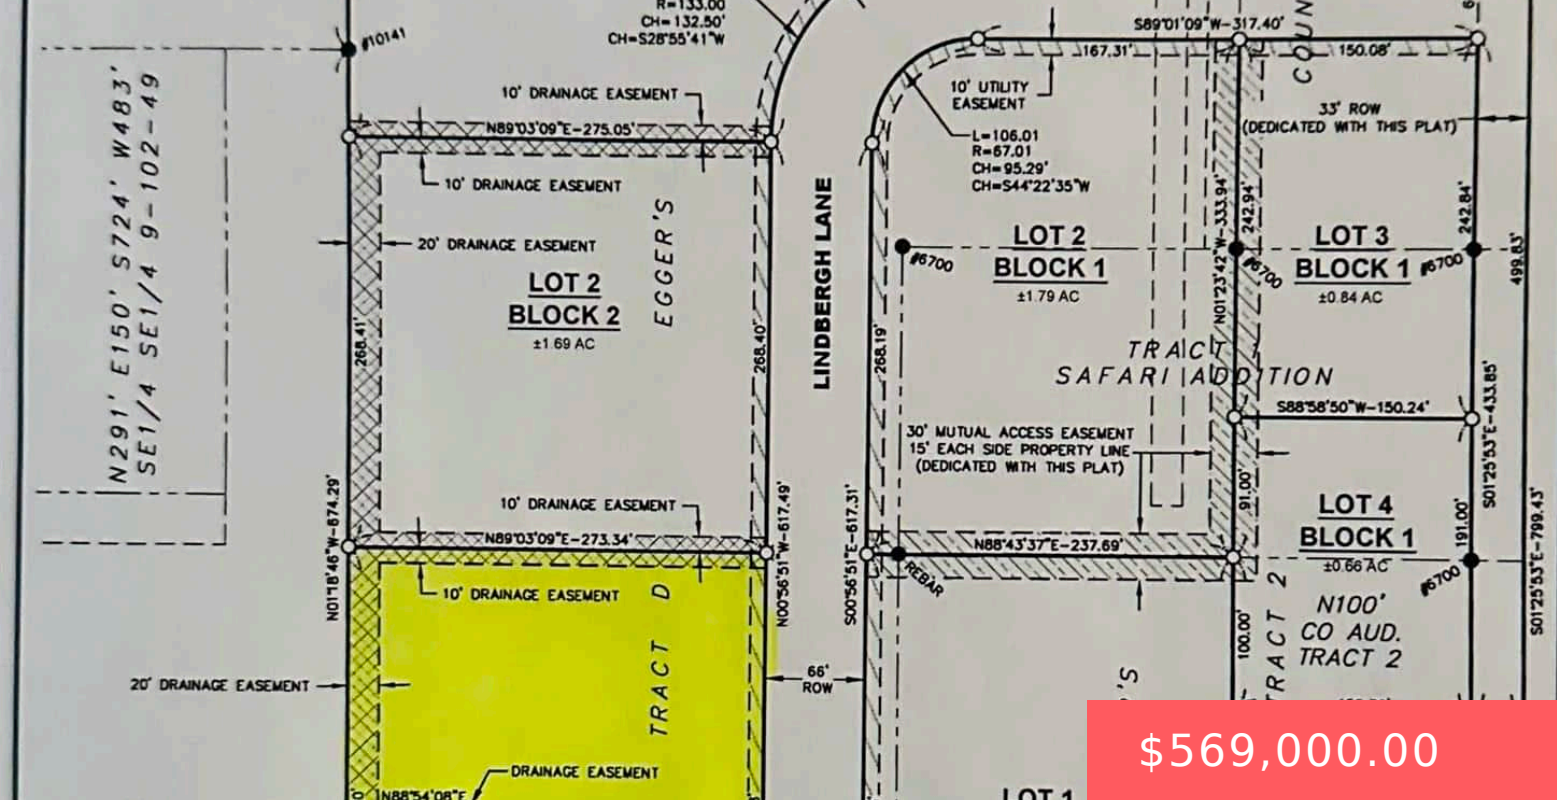 R=133.00
CH=132.50'
CH=S28°55'41"W
#10141
10' DRAINAGE EASEMENT
N89°03'09"E-275.05'
10' DRAINAGE EASEMENT
20' DRAINAGE EASEMENT
LOT 2
BLOCK 2
±1.69 AC
EGGER'S
268.41'
268.40'
N291' E150' S724' W483'
SE1/4 SE1/4 9-102-49
LINDBERGH LANE
S89°01'09"W-317.40'
167.31'
150.08'
COUN
10' UTILITY
EASEMENT
L=106.01
R=67.01
CH=95.29'
CH=S44°22'35"W
33' ROW
(DEDICATED WITH THIS PLAT)
LOT 2
BLOCK 1
±1.79 AC
#6700
N01°23'42"W-333.94'
242.94'
#6700
LOT 3
BLOCK 1
±0.84 AC
242.84'
#6700
499.83'
268.19'
TRACT 1
SAFARI ADDITION
S88°58'50"W-150.24'
S01°25'53"E-433.85'
30' MUTUAL ACCESS EASEMENT
15' EACH SIDE PROPERTY LINE
(DEDICATED WITH THIS PLAT)
91.00'
LOT 4
BLOCK 1
±0.66 AC
191.00'
#6700
S01°25'53"E-799.43'
10' DRAINAGE EASEMENT
N89°03'09"E-273.34'
10' DRAINAGE EASEMENT
N01°18'46"W-674.29'
N00°56'51"W-617.49'
S00°56'51"E-617.31'
N88°43'37"E-237.69'
REBAR
100.00'
TRACT 2
N100'
CO AUD.
TRACT 2
20' DRAINAGE EASEMENT
TRACT D
66'
ROW
'S
DRAINAGE EASEMENT
N88°54'08"E
LOT 1
$569,000.00